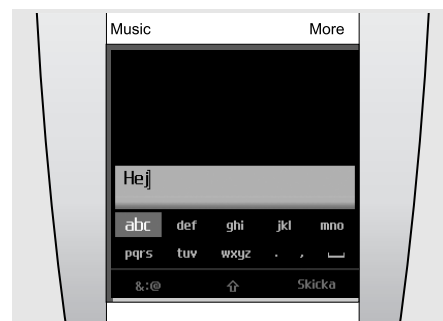 Music More
Hej
abc def ghi jkl mno
pqrs tuv wxyz . , ⎵
&:@ ⇧ Skicka